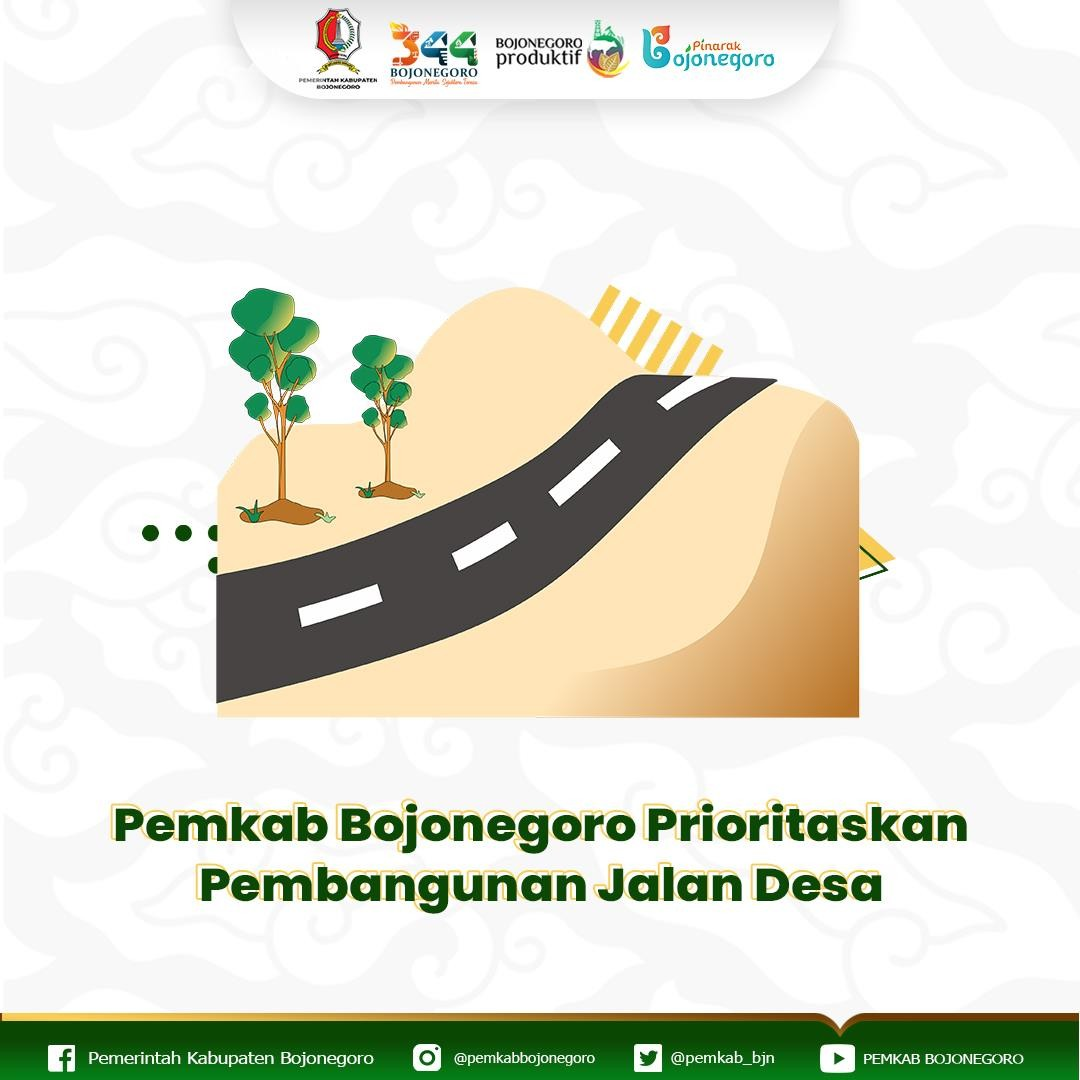 PEMERINTAH KABUPATEN
BOJONEGORO
344
BOJONEGORO
BOJONEGORO
produktif
Pinarak
Bojonegoro
Pemkab Bojonegoro Prioritaskan
Pembangunan Jalan Desa
Pemerintah Kabupaten Bojonegoro
@pemkabbojonegoro
@pemkab_bjn
PEMKAB BOJONEGORO